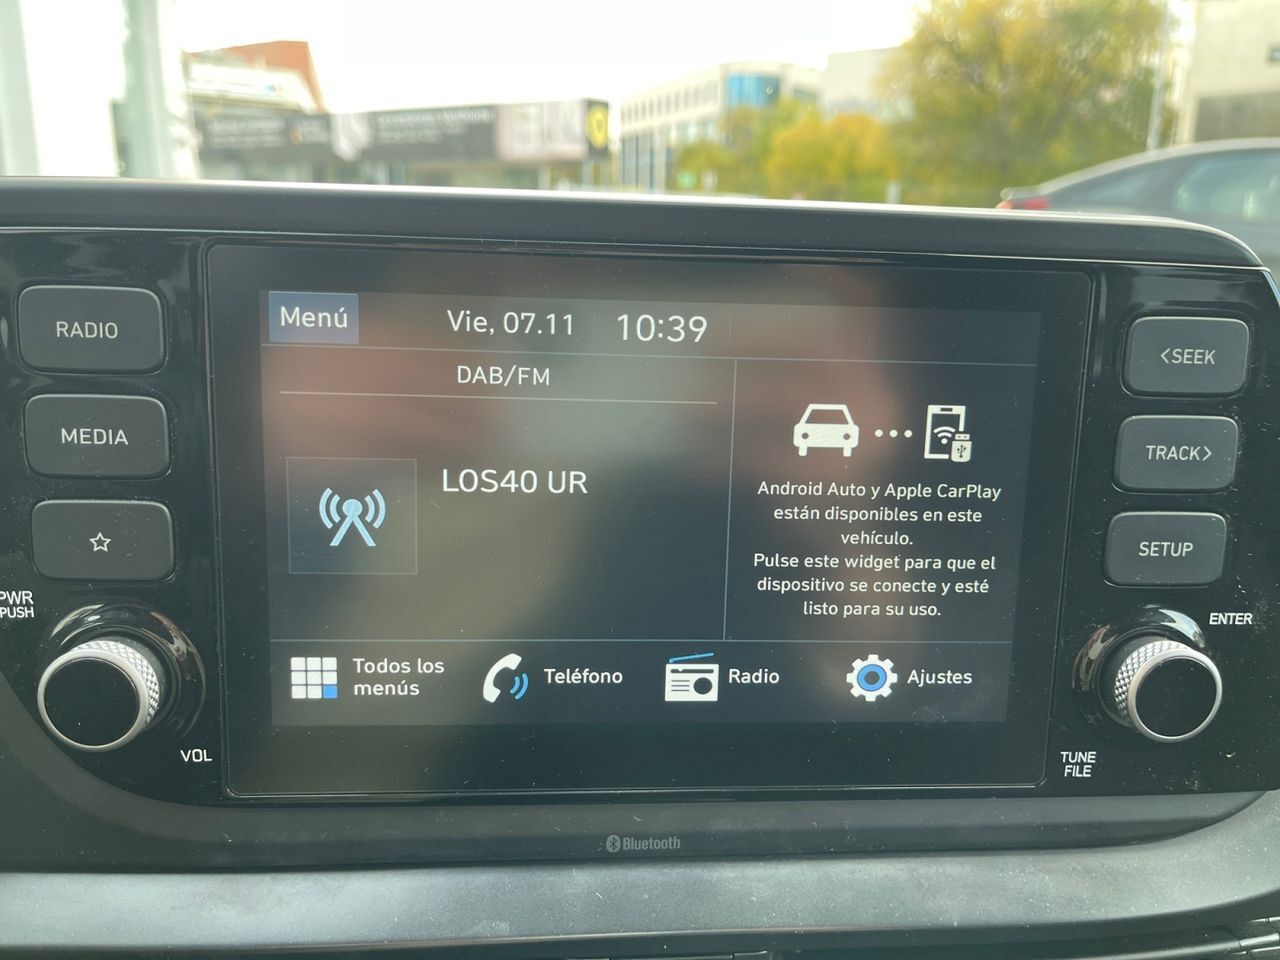 RADIO
MEDIA
PWR
PUSH
VOL
Menú
Vie, 07.11
10:39
DAB/FM
LOS40 UR
Android Auto y Apple CarPlay
están disponibles en este
vehículo.
Pulse este widget para que el
dispositivo se conecte y esté
listo para su uso.
Todos los
menús
Teléfono
Radio
Ajustes
<SEEK
TRACK>
SETUP
ENTER
TUNE
FILE
Bluetooth